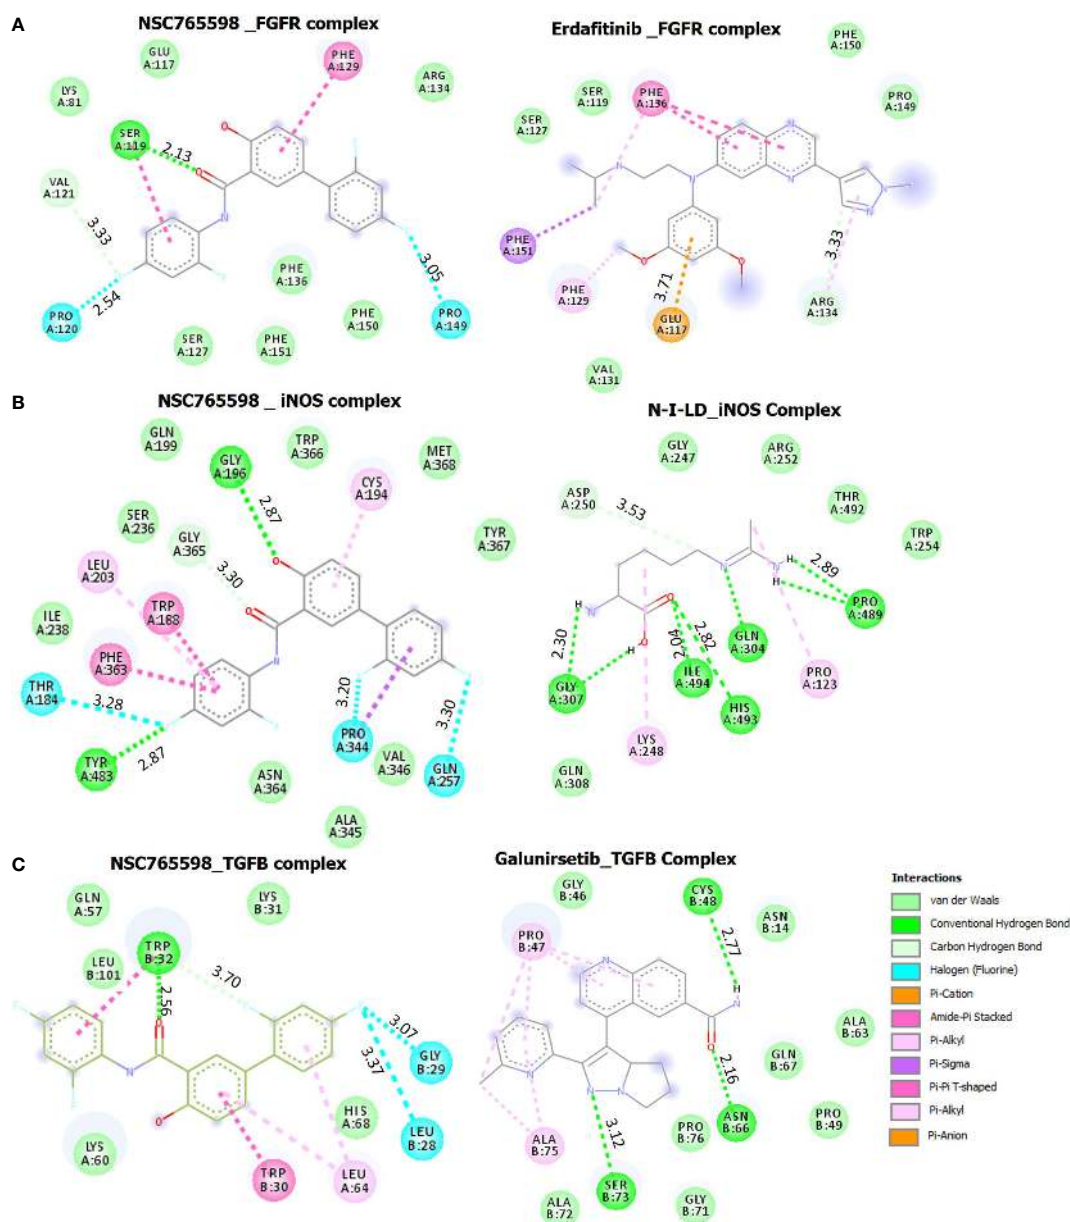 A
NSC765598 _FGFR complex
Erdafitinib _FGFR complex
GLU
A:117
PHE
A:129
ARG
A:134
LYS
A:81
SER
A:119
2.13
VAL
A:121
3.33
PRO
A:120
2.54
PHE
A:136
3.05
PHE
A:150
PRO
A:149
SER
A:127
PHE
A:151
PHE
A:150
SER
A:119
PHE
A:136
PRO
A:149
SER
A:127
PHE
A:151
PHE
A:129
3.71
GLU
A:117
3.33
ARG
A:134
VAL
A:131
B
NSC765598 _ iNOS complex
N-I-LD_iNOS Complex
GLN
A:199
GLY
A:196
TRP
A:366
MET
A:368
CYS
A:194
2.87
SER
A:236
GLY
A:365
TYR
A:367
LEU
A:203
3.30
TRP
A:188
ILE
A:238
PHE
A:363
THR
A:184
3.28
3.20
3.30
TYR
A:483
2.87
PRO
A:344
VAL
A:346
GLN
A:257
ASN
A:364
ALA
A:345
GLY
A:247
ARG
A:252
ASP
A:250
3.53
THR
A:492
TRP
A:254
H
N
N
N
H
H
2.89
PRO
A:489
2.30
H
2.04
2.82
GLN
A:304
GLY
A:307
ILE
A:494
HIS
A:493
PRO
A:123
LYS
A:248
GLN
A:308
C
NSC765598_TGFB complex
Galunirsetib_TGFB Complex
GLN
A:57
LYS
B:31
TRP
B:32
LEU
B:101
3.70
2.56
3.07
GLY
B:29
3.37
HIS
A:68
LEU
B:28
LYS
A:60
TRP
B:30
LEU
A:64
GLY
B:46
CYS
B:48
ASN
B:14
PRO
B:47
2.77
H
ALA
B:63
GLN
B:67
2.16
PRO
B:49
ALA
B:75
3.12
PRO
B:76
ASN
B:66
SER
B:73
ALA
B:72
GLY
B:71
Interactions
van der Waals
Conventional Hydrogen Bond
Carbon Hydrogen Bond
Halogen (Fluorine)
Pi-Cation
Amide-Pi Stacked
Pi-Alkyl
Pi-Sigma
Pi-Pi T-shaped
Pi-Alkyl
Pi-Anion